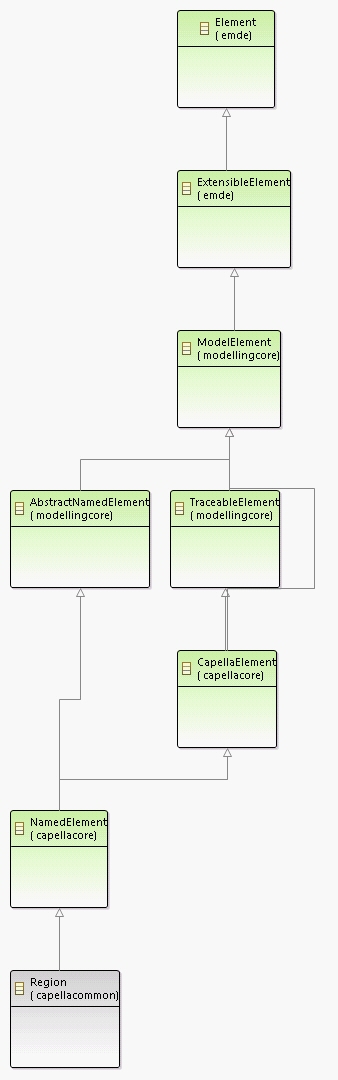 Element
( emde)
ExtensibleElement
( emde)
ModelElement
( modellingcore)
AbstractNamedElement
( modellingcore)
TraceableElement
( modellingcore)
CapellaElement
( capellacore)
NamedElement
( capellacore)
Region
( capellacommon)